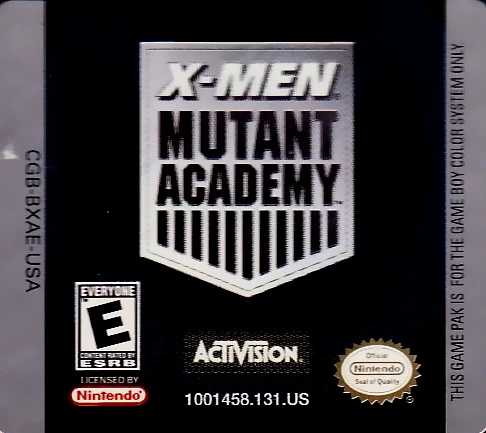 X-MEN
MUTANT
ACADEMY™
CGB-BXAE-USA
THIS GAME PAK IS FOR THE GAME BOY COLOR SYSTEM ONLY
EVERYONE
E
CONTENT RATED BY
ESRB
LICENSED BY
Nintendo®
ACTIVISION.
1001458.131.US
Official
Nintendo
Seal of Quality
®